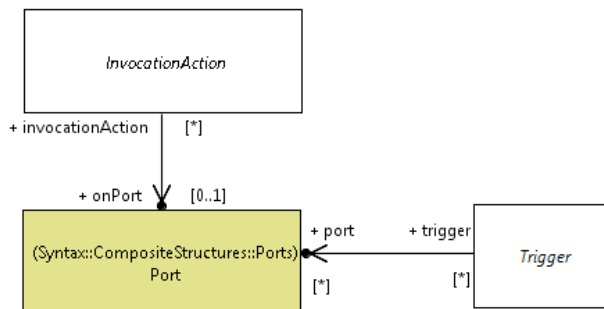 InvocationAction
+ invocationAction [*]
+ onPort [0..1]
(Syntax::CompositeStructures::Ports)
Port
+ port + trigger
[*] [*]
Trigger